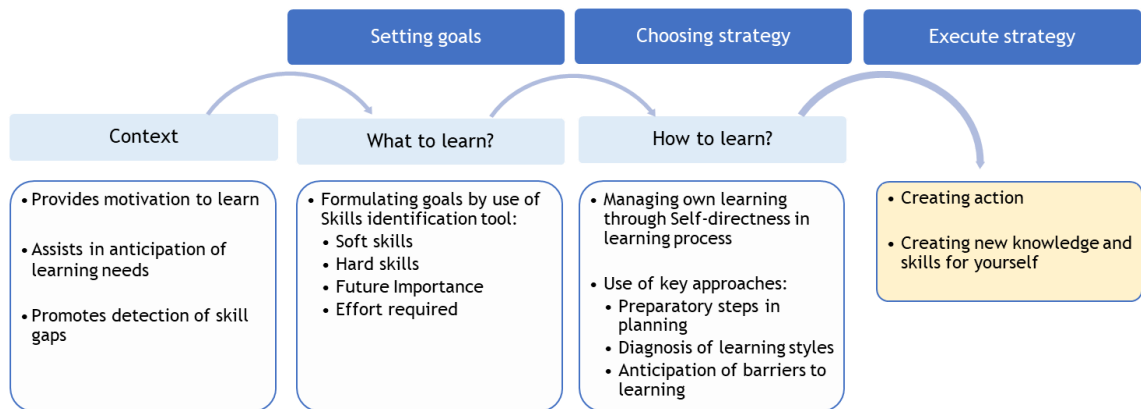 Setting goals
Choosing strategy
Execute strategy
Context
What to learn?
How to learn?
• Provides motivation to learn
• Assists in anticipation of
learning needs
• Promotes detection of skill
gaps
• Formulating goals by use of
Skills identification tool:
• Soft skills
• Hard skills
• Future Importance
• Effort required
• Managing own learning
through Self-directness in
learning process
• Use of key approaches:
• Preparatory steps in
planning
• Diagnosis of learning styles
• Anticipation of barriers to
learning
• Creating action
• Creating new knowledge and
skills for yourself